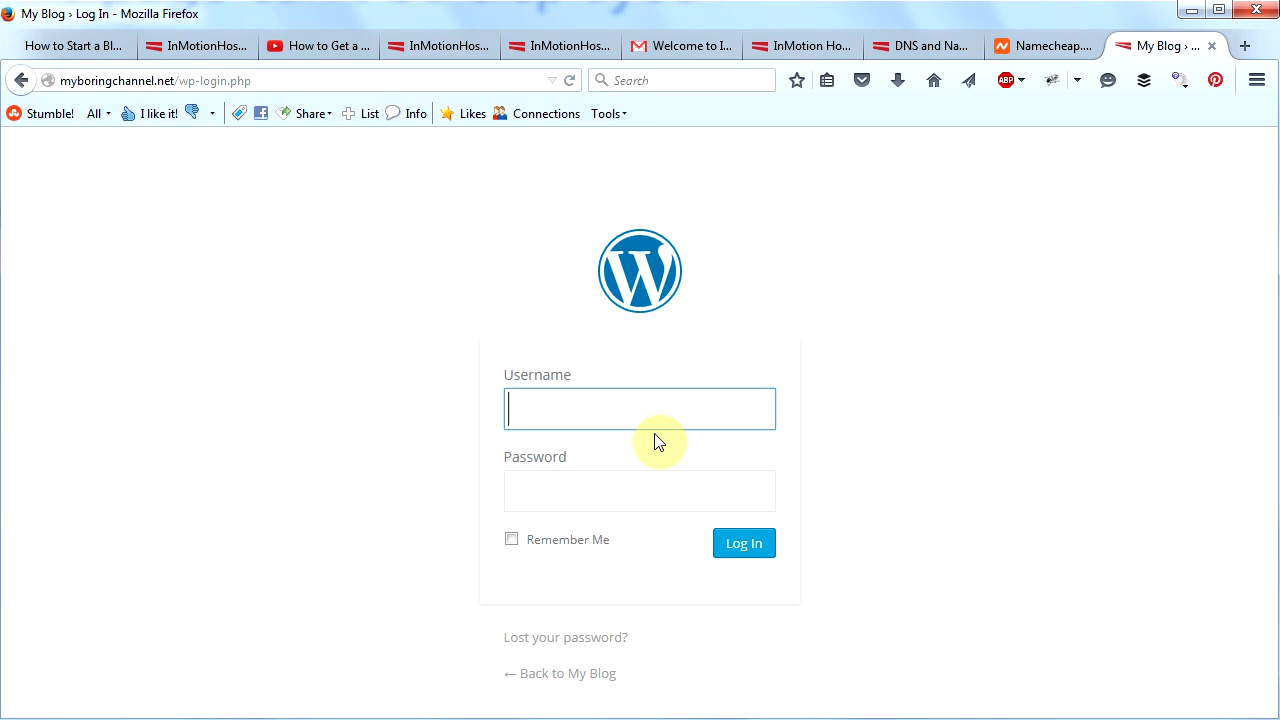 My Blog › Log In - Mozilla Firefox
How to Start a Bl...
InMotionHos...
How to Get a ...
InMotionHos...
InMotionHos...
Welcome to I...
InMotion Ho...
DNS and Na...
Namecheap....
My Blog › ...
myboringchannel.net/wp-login.php
Search
ABP
Stumble!
All
I like it!
Share
List
Info
Likes
Connections
Tools
W
Username
Password
Remember Me
Log In
Lost your password?
← Back to My Blog